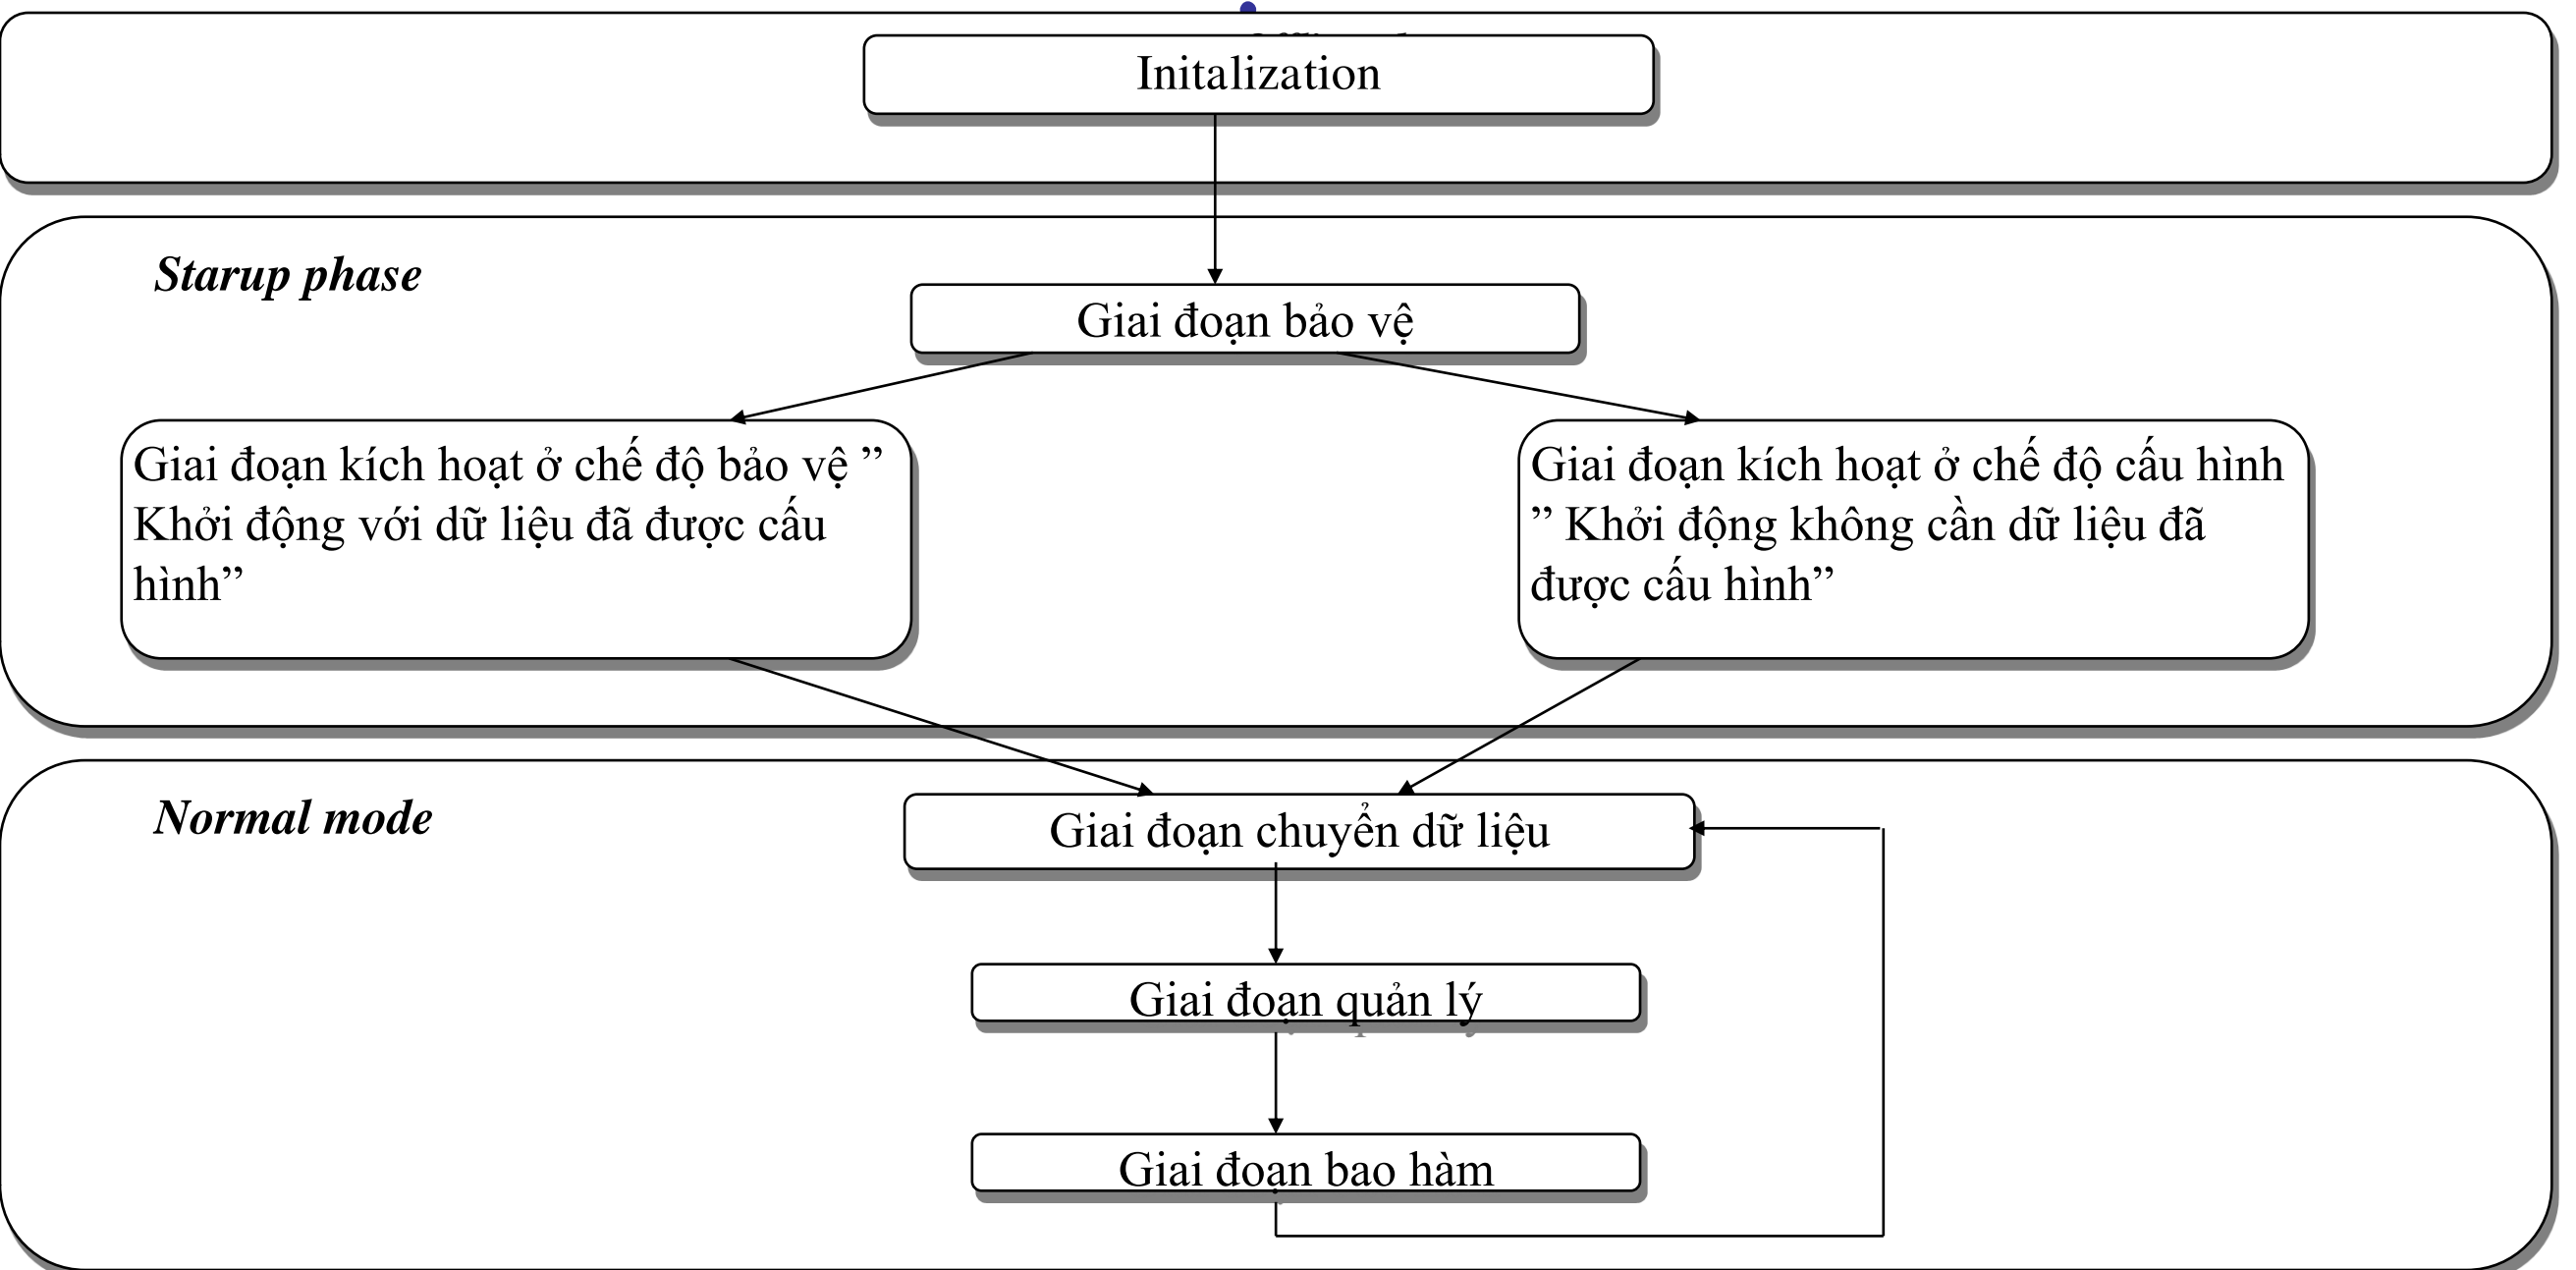 Initalization
Starup phase
Giai đoạn bảo vệ
Giai đoạn kích hoạt ở chế độ bảo vệ ”
Khởi động với dữ liệu đã được cấu
hình”
Giai đoạn kích hoạt ở chế độ cấu hình
” Khởi động không cần dữ liệu đã
được cấu hình”
Normal mode
Giai đoạn chuyển dữ liệu
Giai đoạn quản lý
Giai đoạn bao hàm